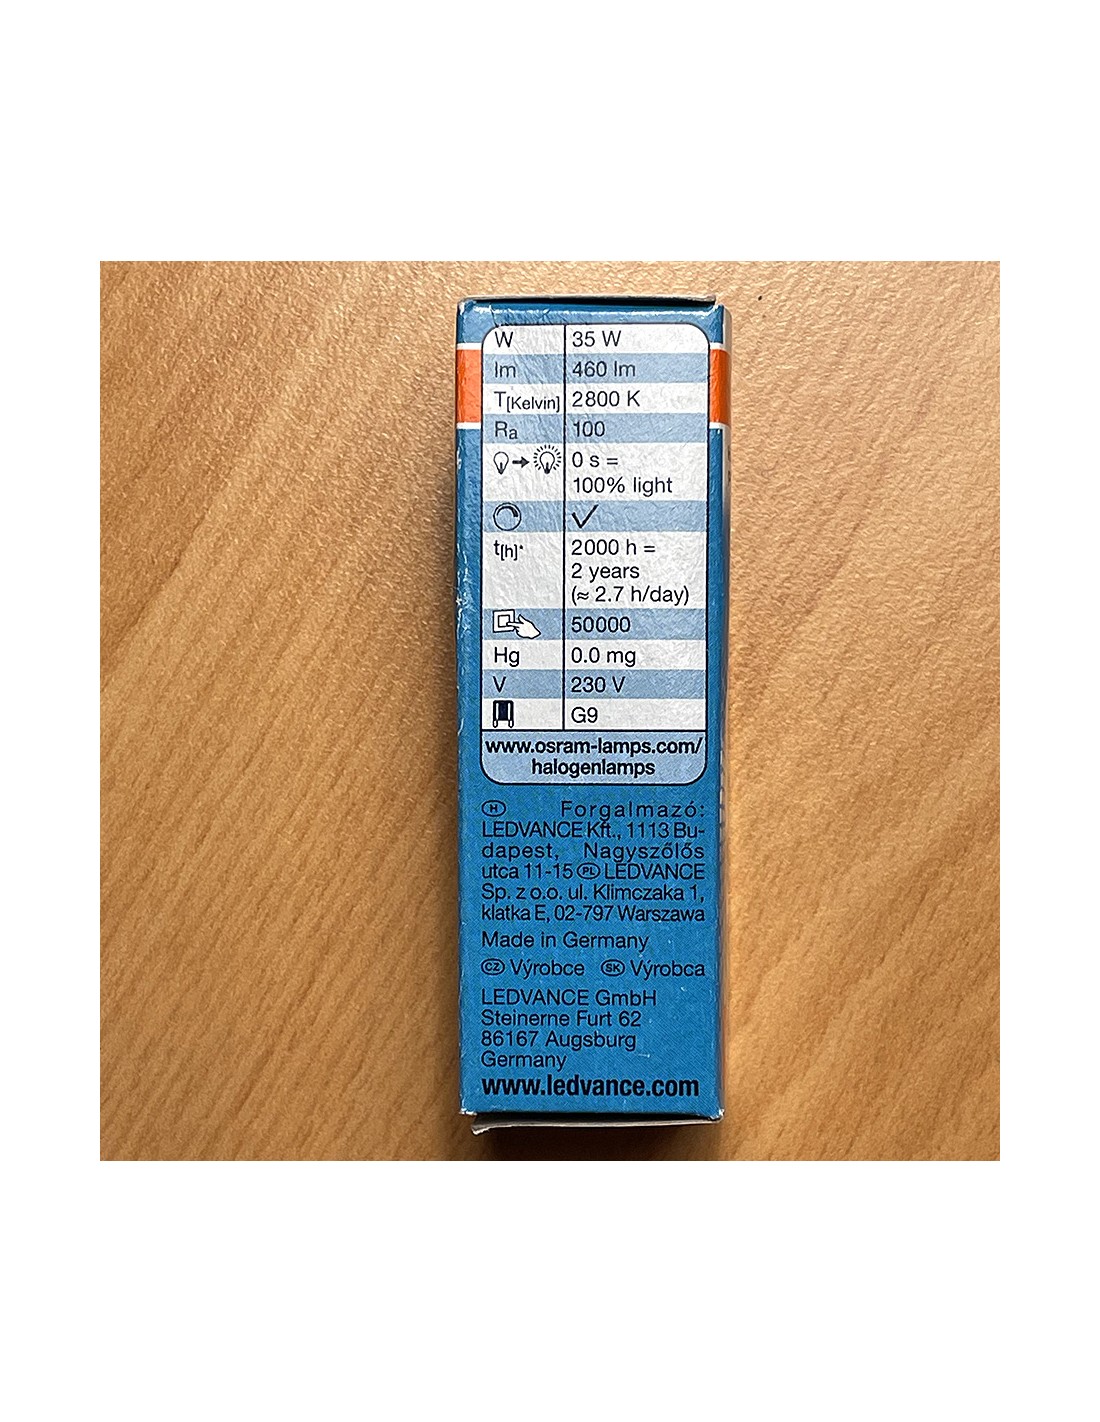 W 35 W
lm 460 lm
T[Kelvin] 2800 K
Ra 100
0 s =
100% light
✓
t[h]* 2000 h =
2 years
(≈ 2.7 h/day)
50000
Hg 0.0 mg
V 230 V
G9
www.osram-lamps.com/
halogenlamps
H Forgalmazó:
LEDVANCE Kft., 1113 Bu-
dapest, Nagyszőlős
utca 11-15 PL LEDVANCE
Sp. z o.o. ul. Klimczaka 1,
klatka E, 02-797 Warszawa
Made in Germany
CZ Výrobce SK Výrobca
LEDVANCE GmbH
Steinerne Furt 62
86167 Augsburg
Germany
www.ledvance.com